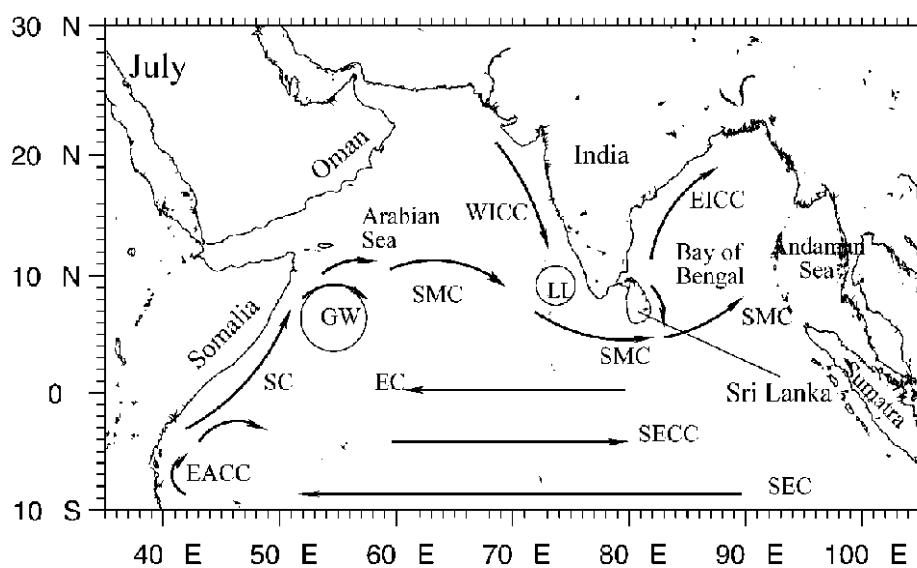 30 N
July
20 N
Oman
India
WICC
EICC
Arabian
Sea
Bay of
Bengal
Andaman
Sea
10 N
SMC
LL
GW
Somalia
SMC
SMC
SC
EC
Sri Lanka
Sumatra
0
SECC
EACC
SEC
10 S
40 E
50 E
60 E
70 E
80 E
90 E
100 E